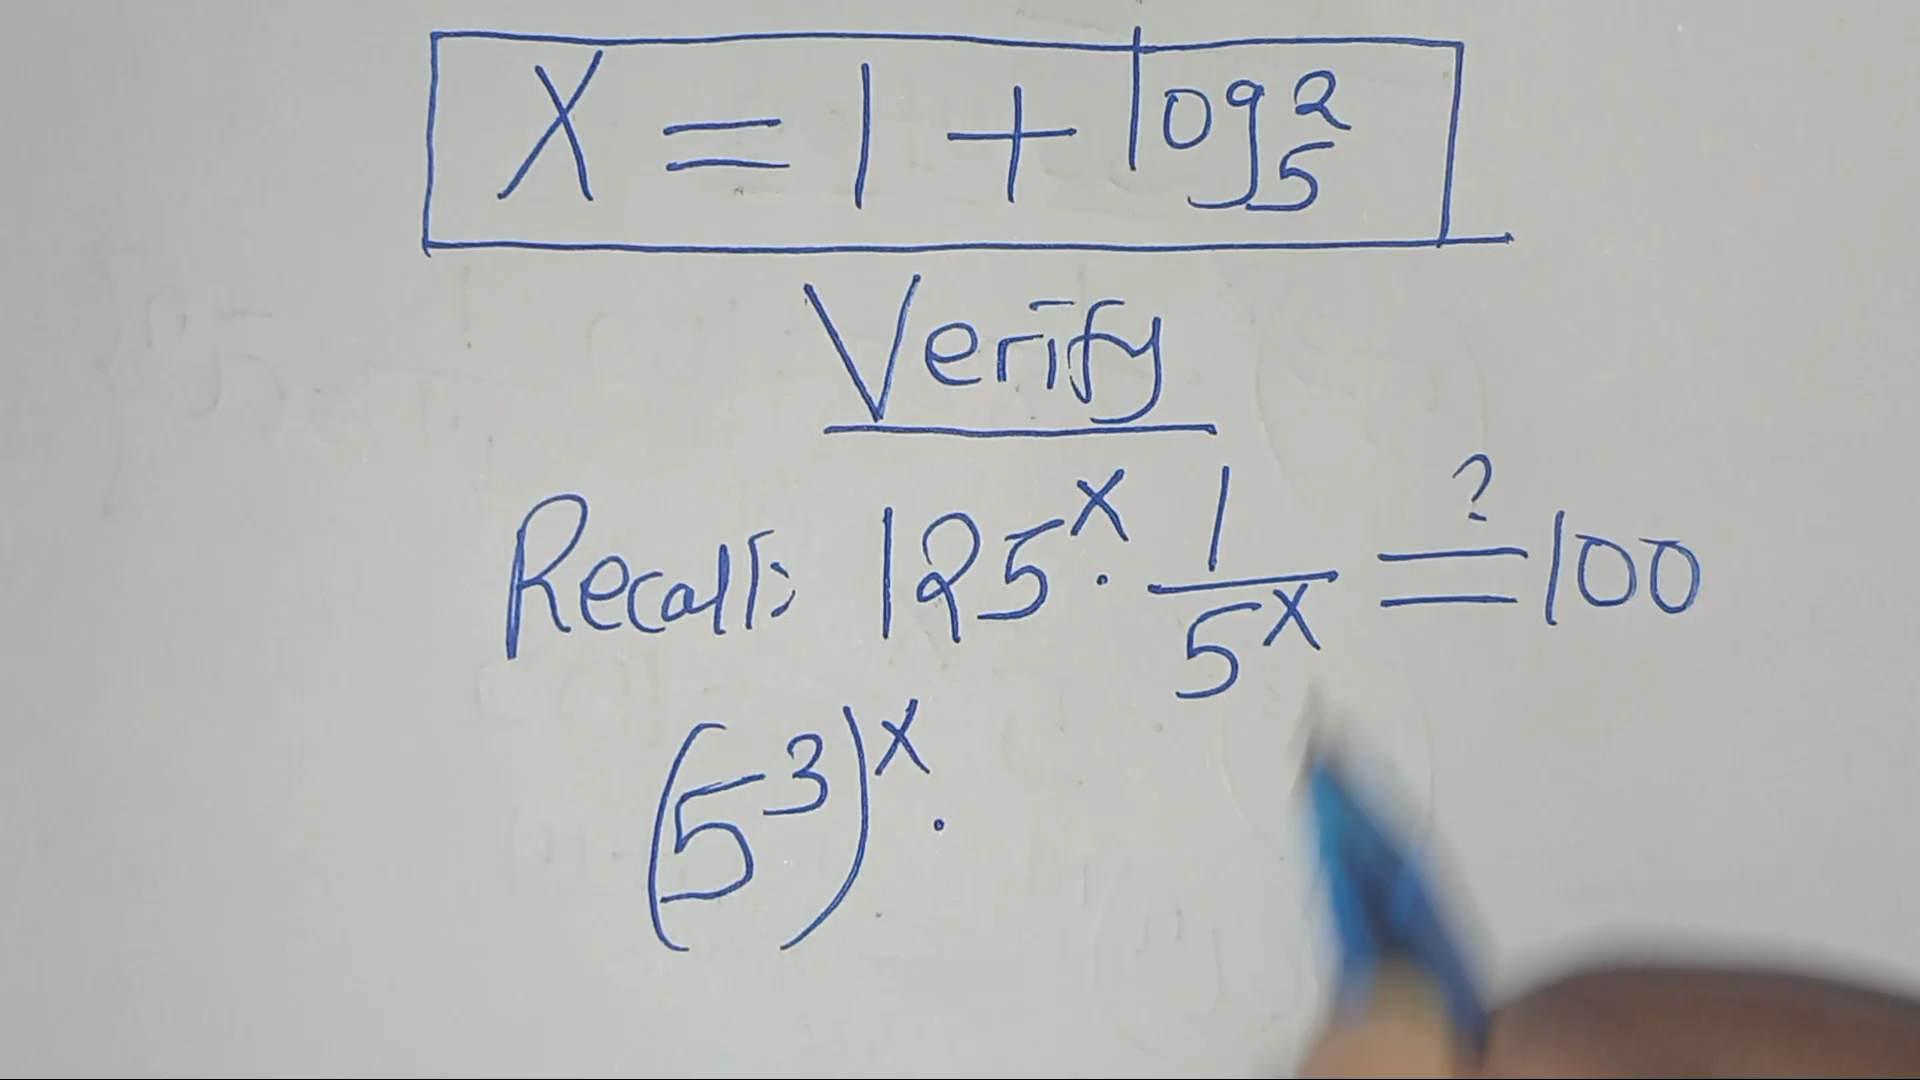 X = 1 + log₅²
Verify
Recall: 125ˣ · 1/5ˣ ?= 100
(5³)ˣ ·